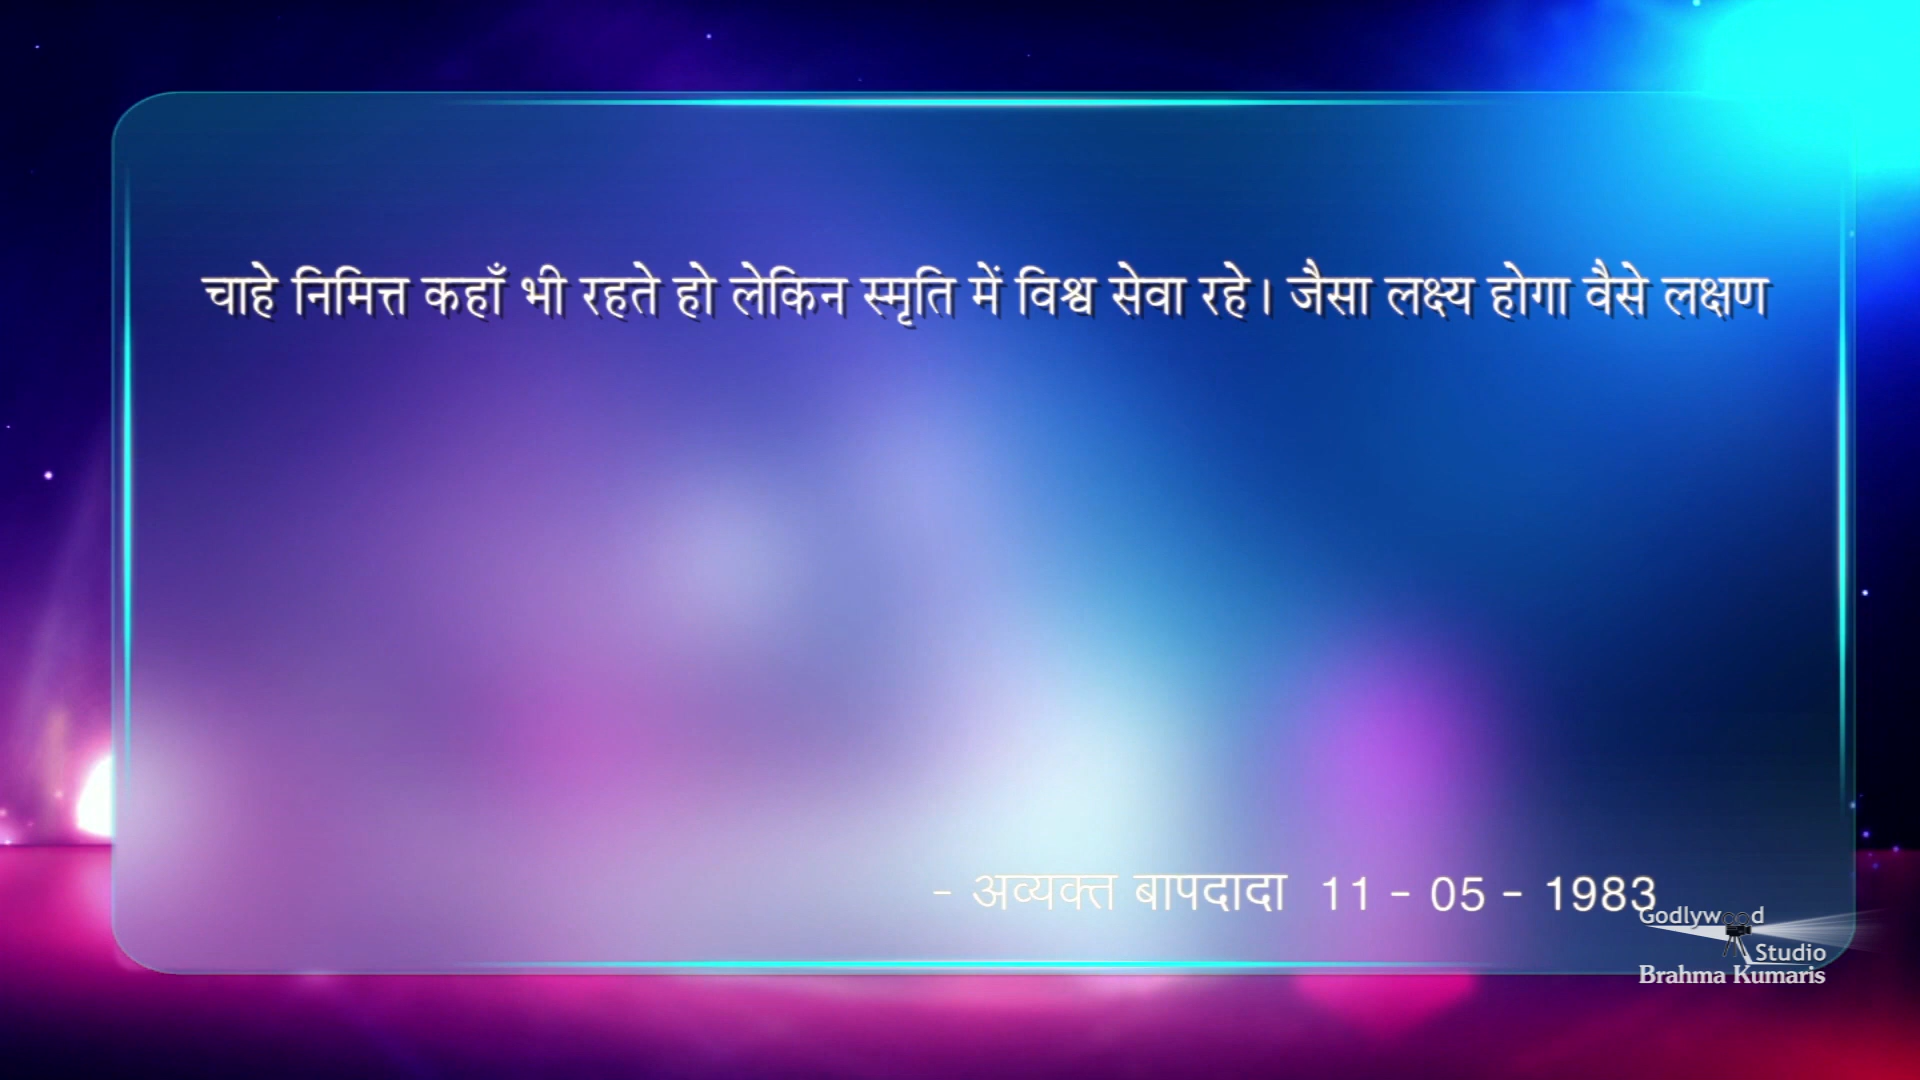 चाहे निमित्त कहाँ भी रहते हो लेकिन स्मृति में विश्व सेवा रहे। जैसा लक्ष्य होगा वैसे लक्षण
- अव्यक्त बापदादा 11 - 05 - 1983
Godlywood
Studio
Brahma Kumaris